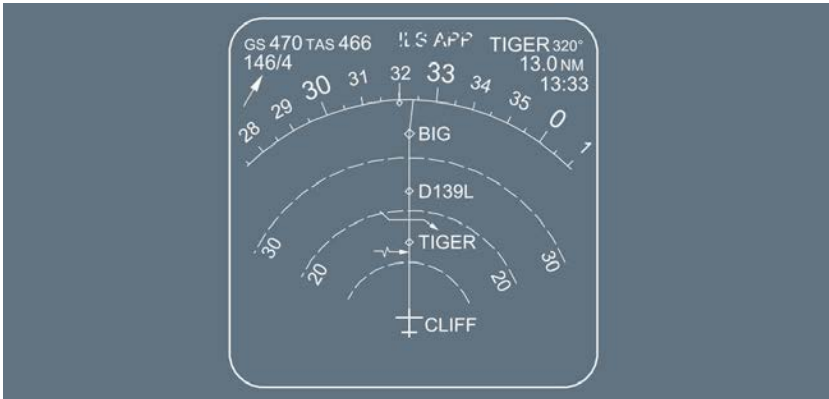 GS 470 TAS 466
ILS APP
TIGER 320°
146/4
13.0 NM
13:33
28 29 30 31 32 33 34 35 0 1
BIG
D139L
TIGER
30 20 20 30
CLIFF